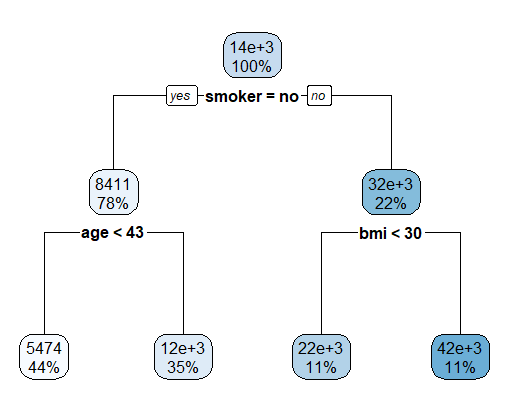 14e+3
100%
yes smoker = no no
8411
78%
32e+3
22%
age < 43
bmi < 30
5474
44%
12e+3
35%
22e+3
11%
42e+3
11%